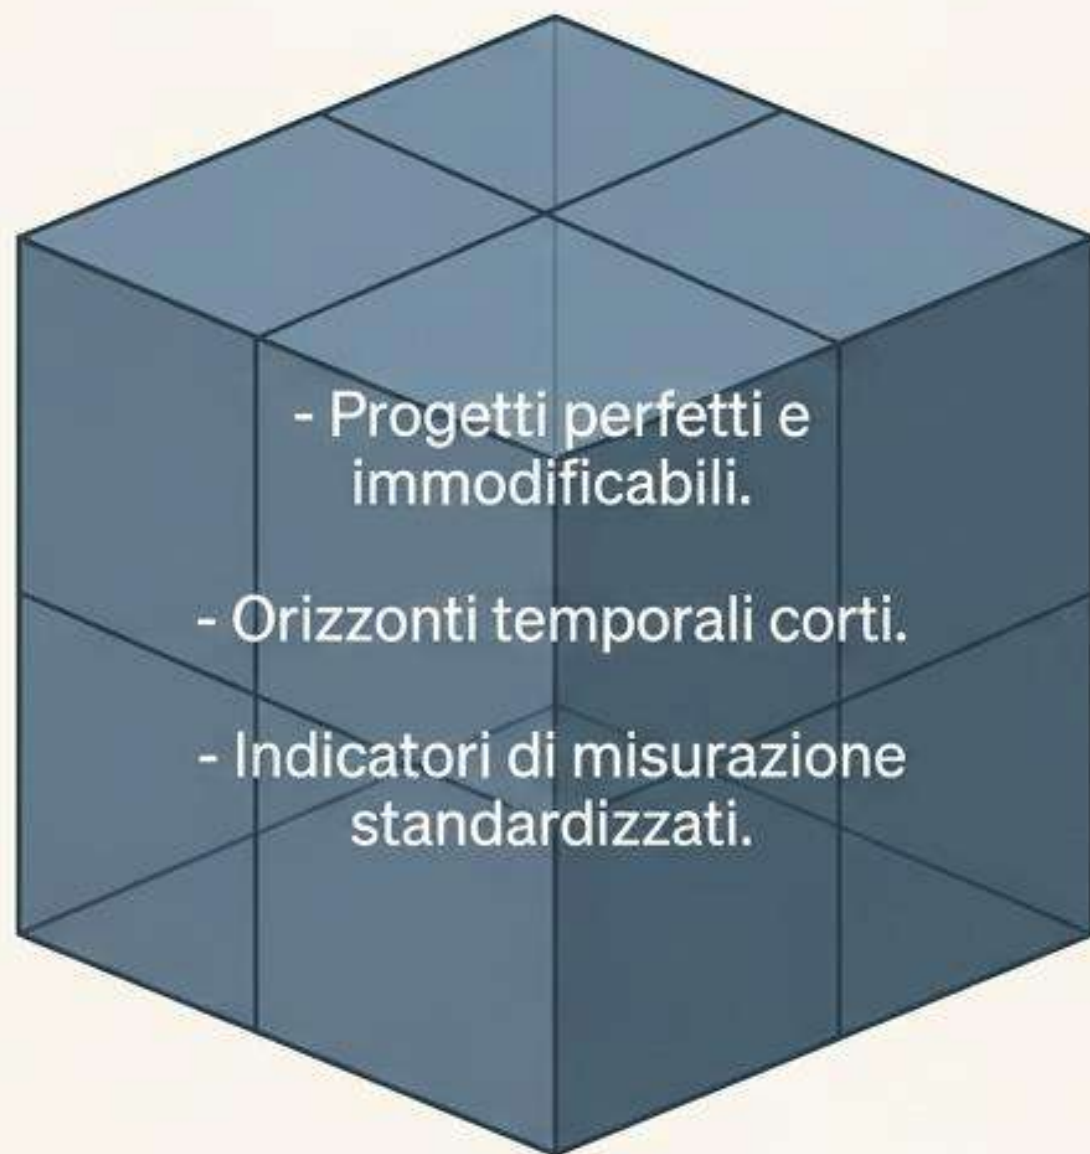 - Progetti perfetti e
immodificabili.
- Orizzonti temporali corti.
- Indicatori di misurazione
standardizzati.